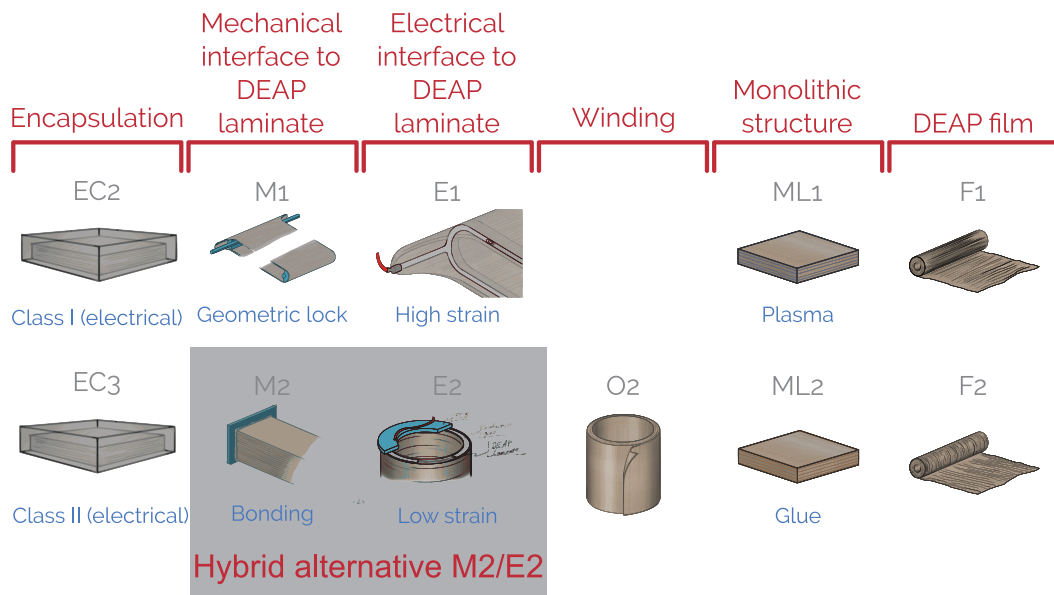 Mechanical
interface to
DEAP
laminate
Electrical
interface to
DEAP
laminate
Encapsulation
Winding
Monolithic
structure
DEAP film
EC2
M1
E1
ML1
F1
Class I (electrical)
Geometric lock
High strain
Plasma
EC3
M2
E2
O2
ML2
F2
DEAP
Class II (electrical)
Bonding
Low strain
Glue
Hybrid alternative M2/E2